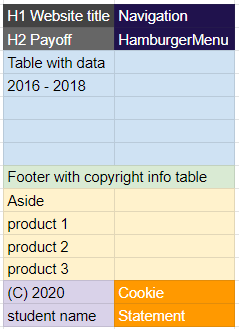 H1 Website title Navigation
H2 Payoff HamburgerMenu
Table with data
2016 - 2018
Footer with copyright info table
Aside
product 1
product 2
product 3
(C) 2020 Cookie
student name Statement